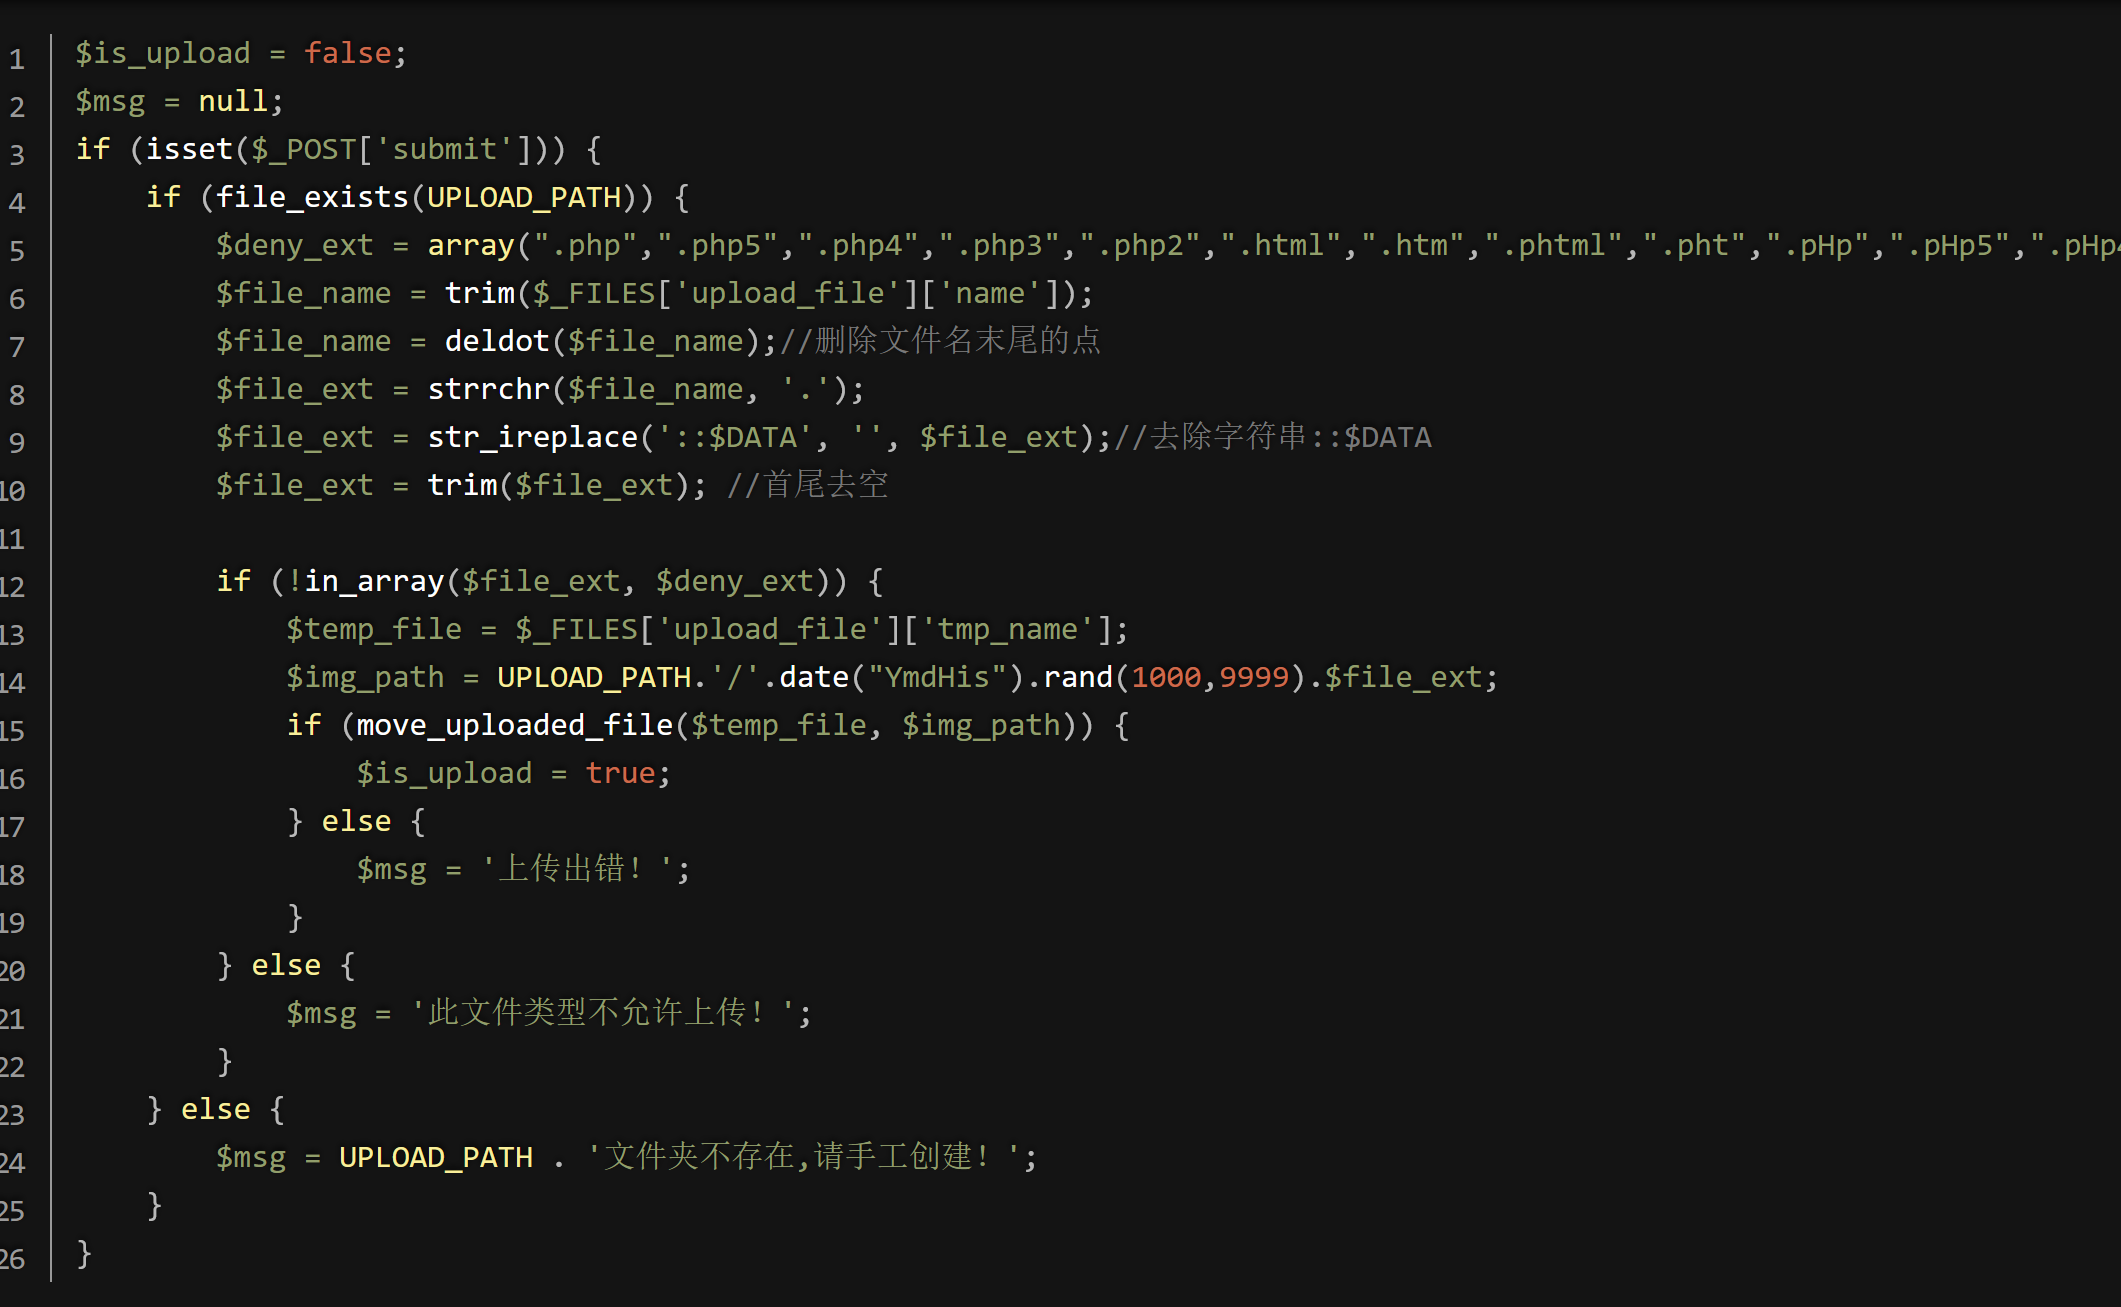 1 $is_upload = false;
2 $msg = null;
3 if (isset($_POST['submit'])) {
4     if (file_exists(UPLOAD_PATH)) {
5         $deny_ext = array(".php",".php5",".php4",".php3",".php2",".html",".htm",".phtml",".pht",".pHp",".pHp5",".pHp4
6         $file_name = trim($_FILES['upload_file']['name']);
7         $file_name = deldot($file_name);//删除文件名末尾的点
8         $file_ext = strrchr($file_name, '.');
9         $file_ext = str_ireplace('::$DATA', '', $file_ext);//去除字符串::$DATA
10         $file_ext = trim($file_ext); //首尾去空
11
12         if (!in_array($file_ext, $deny_ext)) {
13             $temp_file = $_FILES['upload_file']['tmp_name'];
14             $img_path = UPLOAD_PATH.'/'.date("YmdHis").rand(1000,9999).$file_ext;
15             if (move_uploaded_file($temp_file, $img_path)) {
16                 $is_upload = true;
17             } else {
18                 $msg = '上传出错！';
19             }
20         } else {
21             $msg = '此文件类型不允许上传！';
22         }
23     } else {
24         $msg = UPLOAD_PATH . '文件夹不存在,请手工创建！';
25     }
26 }